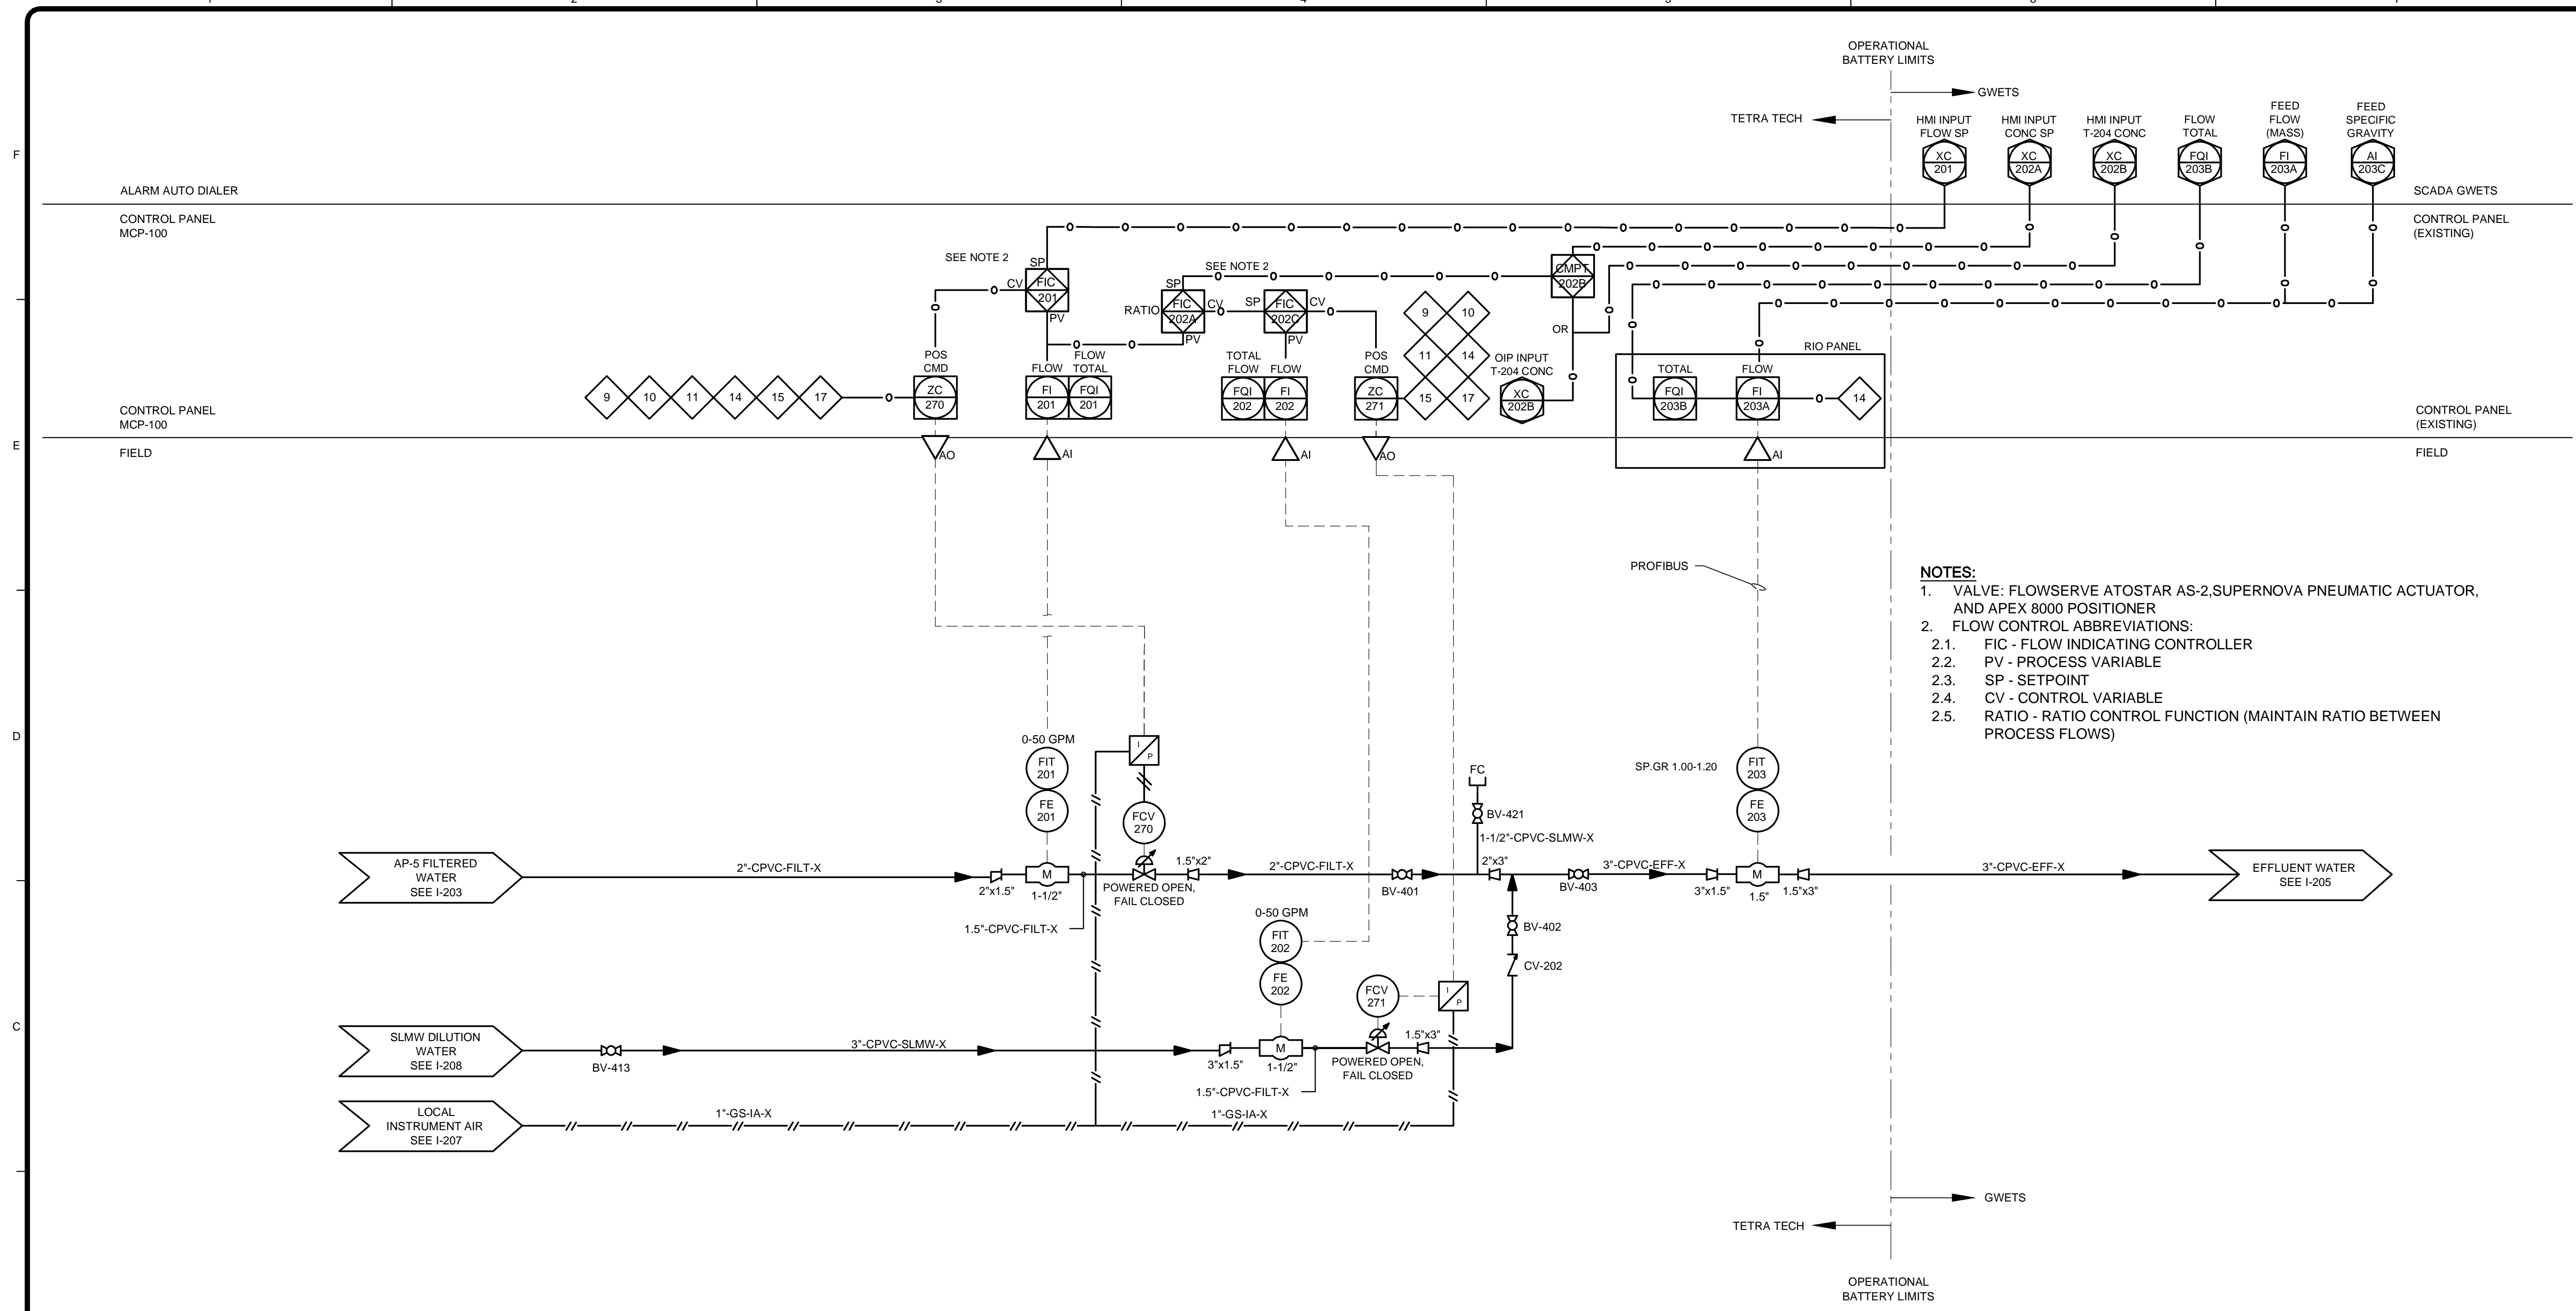 OPERATIONAL
BATTERY LIMITS
GWETS
TETRA TECH
HMI INPUT
FLOW SP
XC
201
HMI INPUT
CONC SP
XC
202A
HMI INPUT
T-204 CONC
XC
202B
FLOW
TOTAL
FQI
203B
FEED
FLOW
(MASS)
FI
203A
FEED
SPECIFIC
GRAVITY
AI
203C
F
ALARM AUTO DIALER
SCADA GWETS
CONTROL PANEL
MCP-100
CONTROL PANEL
(EXISTING)
SEE NOTE 2
SP
CV
FIC
201
PV
SEE NOTE 2
SP
RATIO
FIC
202A
CV
PV
SP
FIC
202C
CV
PV
CMPT
202B
OR
OIP INPUT
T-204 CONC
XC
202B
9
10
11
14
15
17
POS
CMD
ZC
270
FLOW
FI
201
FLOW
TOTAL
FQI
201
TOTAL
FLOW
FQI
202
FLOW
FI
202
POS
CMD
ZC
271
9
10
11
14
15
17
RIO PANEL
TOTAL
FQI
203B
FLOW
FI
203A
14
CONTROL PANEL
MCP-100
CONTROL PANEL
(EXISTING)
E
FIELD
AO
AI
AI
AO
AI
FIELD
PROFIBUS
NOTES:
1. VALVE: FLOWSERVE ATOSTAR AS-2,SUPERNOVA PNEUMATIC ACTUATOR,
AND APEX 8000 POSITIONER
2. FLOW CONTROL ABBREVIATIONS:
2.1. FIC - FLOW INDICATING CONTROLLER
2.2. PV - PROCESS VARIABLE
2.3. SP - SETPOINT
2.4. CV - CONTROL VARIABLE
2.5. RATIO - RATIO CONTROL FUNCTION (MAINTAIN RATIO BETWEEN
PROCESS FLOWS)
D
0-50 GPM
FIT
201
FE
201
I
P
FCV
270
FC
BV-421
1-1/2"-CPVC-SLMW-X
SP.GR 1.00-1.20
FIT
203
FE
203
AP-5 FILTERED
WATER
SEE I-203
2"-CPVC-FILT-X
2"x1.5"
M
1-1/2"
POWERED OPEN,
FAIL CLOSED
1.5"x2"
2"-CPVC-FILT-X
BV-401
2"x3"
BV-403
3"-CPVC-EFF-X
3"x1.5"
M
1.5"
1.5"x3"
3"-CPVC-EFF-X
EFFLUENT WATER
SEE I-205
1.5"-CPVC-FILT-X
0-50 GPM
FIT
202
FE
202
FCV
271
I
P
BV-402
CV-202
C
SLMW DILUTION
WATER
SEE I-208
BV-413
3"-CPVC-SLMW-X
3"x1.5"
M
1-1/2"
POWERED OPEN,
FAIL CLOSED
1.5"x3"
1.5"-CPVC-FILT-X
LOCAL
INSTRUMENT AIR
SEE I-207
1"-GS-IA-X
1"-GS-IA-X
GWETS
TETRA TECH
OPERATIONAL
BATTERY LIMITS